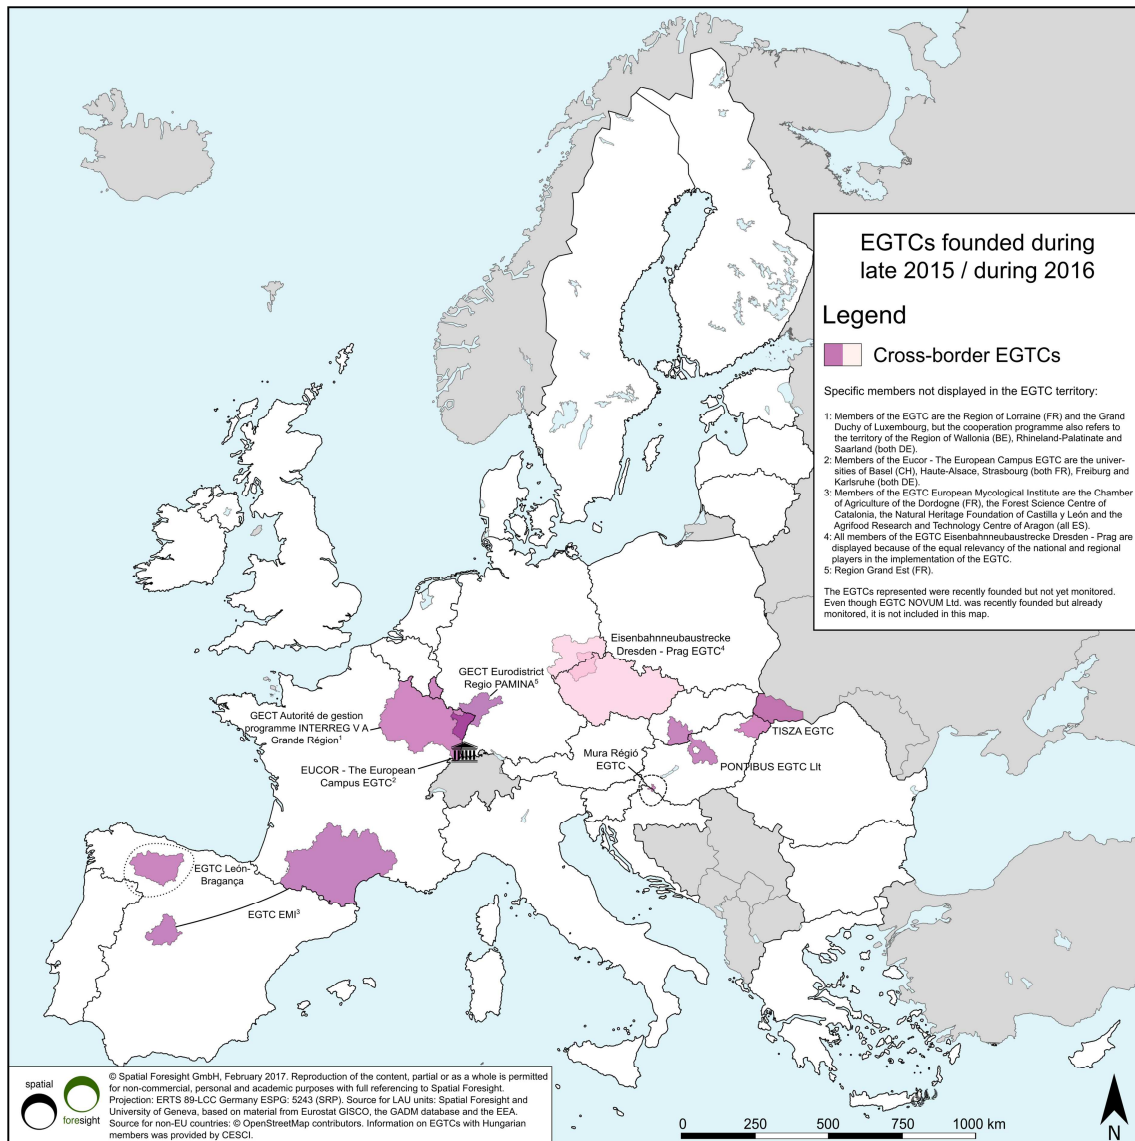 EGTCs founded during
late 2015 / during 2016
Legend
Cross-border EGTCs
Specific members not displayed in the EGTC territory:
1: Members of the EGTC are the Region of Lorraine (FR) and the Grand
Duchy of Luxembourg, but the cooperation programme also refers to
the territory of the Region of Wallonia (BE), Rhineland-Palatinate and
Saarland (both DE).
2: Members of the Eucor - The European Campus EGTC are the univer-
sities of Basel (CH), Haute-Alsace, Strasbourg (both FR), Freiburg and
Karlsruhe (both DE).
3: Members of the EGTC European Mycological Institute are the Chamber
of Agriculture of the Dordogne (FR), the Forest Science Centre of
Catalonia, the Natural Heritage Foundation of Castilla y León and the
Agrifood Research and Technology Centre of Aragon (all ES).
4: All members of the EGTC Eisenbahnneubaustrecke Dresden - Prag are
displayed because of the equal relevancy of the national and regional
players in the implementation of the EGTC.
5: Region Grand Est (FR).
The EGTCs represented were recently founded but not yet monitored.
Even though EGTC NOVUM Ltd. was recently founded but already
monitored, it is not included in this map.
Eisenbahnneubaustrecke
Dresden - Prag EGTC4
GECT Eurodistrict
Regio PAMINA5
GECT Autorité de gestion
programme INTERREG V A
Grande Région1
TISZA EGTC
Mura Régió
EGTC
PONTIBUS EGTC Llt
EUCOR - The European
Campus EGTC2
EGTC León-
Bragança
EGTC EMI3
spatial
foresight
© Spatial Foresight GmbH, February 2017. Reproduction of the content, partial or as a whole is permitted
for non-commercial, personal and academic purposes with full referencing to Spatial Foresight.
Projection: ERTS 89-LCC Germany ESPG: 5243 (SRP). Source for LAU units: Spatial Foresight and
University of Geneva, based on material from Eurostat GISCO, the GADM database and the EEA.
Source for non-EU countries: © OpenStreetMap contributors. Information on EGTCs with Hungarian
members was provided by CESCI.
0 250 500 750 1000 km
N